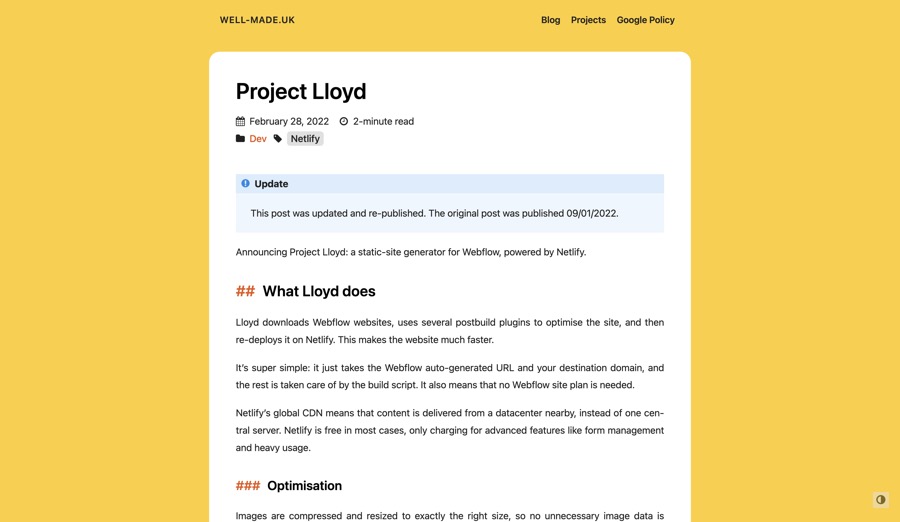 WELL-MADE.UK
Blog Projects Google Policy
Project Lloyd
February 28, 2022 2-minute read
Dev Netlify
Update
This post was updated and re-published. The original post was published 09/01/2022.
Announcing Project Lloyd: a static-site generator for Webflow, powered by Netlify.
## What Lloyd does
Lloyd downloads Webflow websites, uses several postbuild plugins to optimise the site, and then
re-deploys it on Netlify. This makes the website much faster.
It’s super simple: it just takes the Webflow auto-generated URL and your destination domain, and
the rest is taken care of by the build script. It also means that no Webflow site plan is needed.
Netlify’s global CDN means that content is delivered from a datacenter nearby, instead of one cen-
tral server. Netlify is free in most cases, only charging for advanced features like form management
and heavy usage.
### Optimisation
Images are compressed and resized to exactly the right size, so no unnecessary image data is